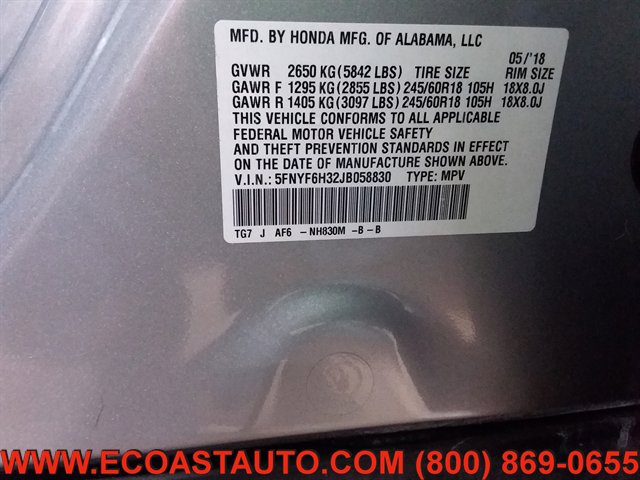 MFD. BY HONDA MFG. OF ALABAMA, LLC
05/'18
GVWR 2650 KG(5842 LBS) TIRE SIZE RIM SIZE
GAWR F 1295 KG(2855 LBS)245/60R18 105H 18X8.0J
GAWR R 1405 KG(3097 LBS)245/60R18 105H 18X8.0J
THIS VEHICLE CONFORMS TO ALL APPLICABLE
FEDERAL MOTOR VEHICLE SAFETY
AND THEFT PREVENTION STANDARDS IN EFFECT
ON THE DATE OF MANUFACTURE SHOWN ABOVE.
V.I.N.: 5FNYF6H32JB058830 TYPE: MPV
TG7 J AF6 -NH830M -B-B
WWW.ECOASTAUTO.COM (800) 869-0655